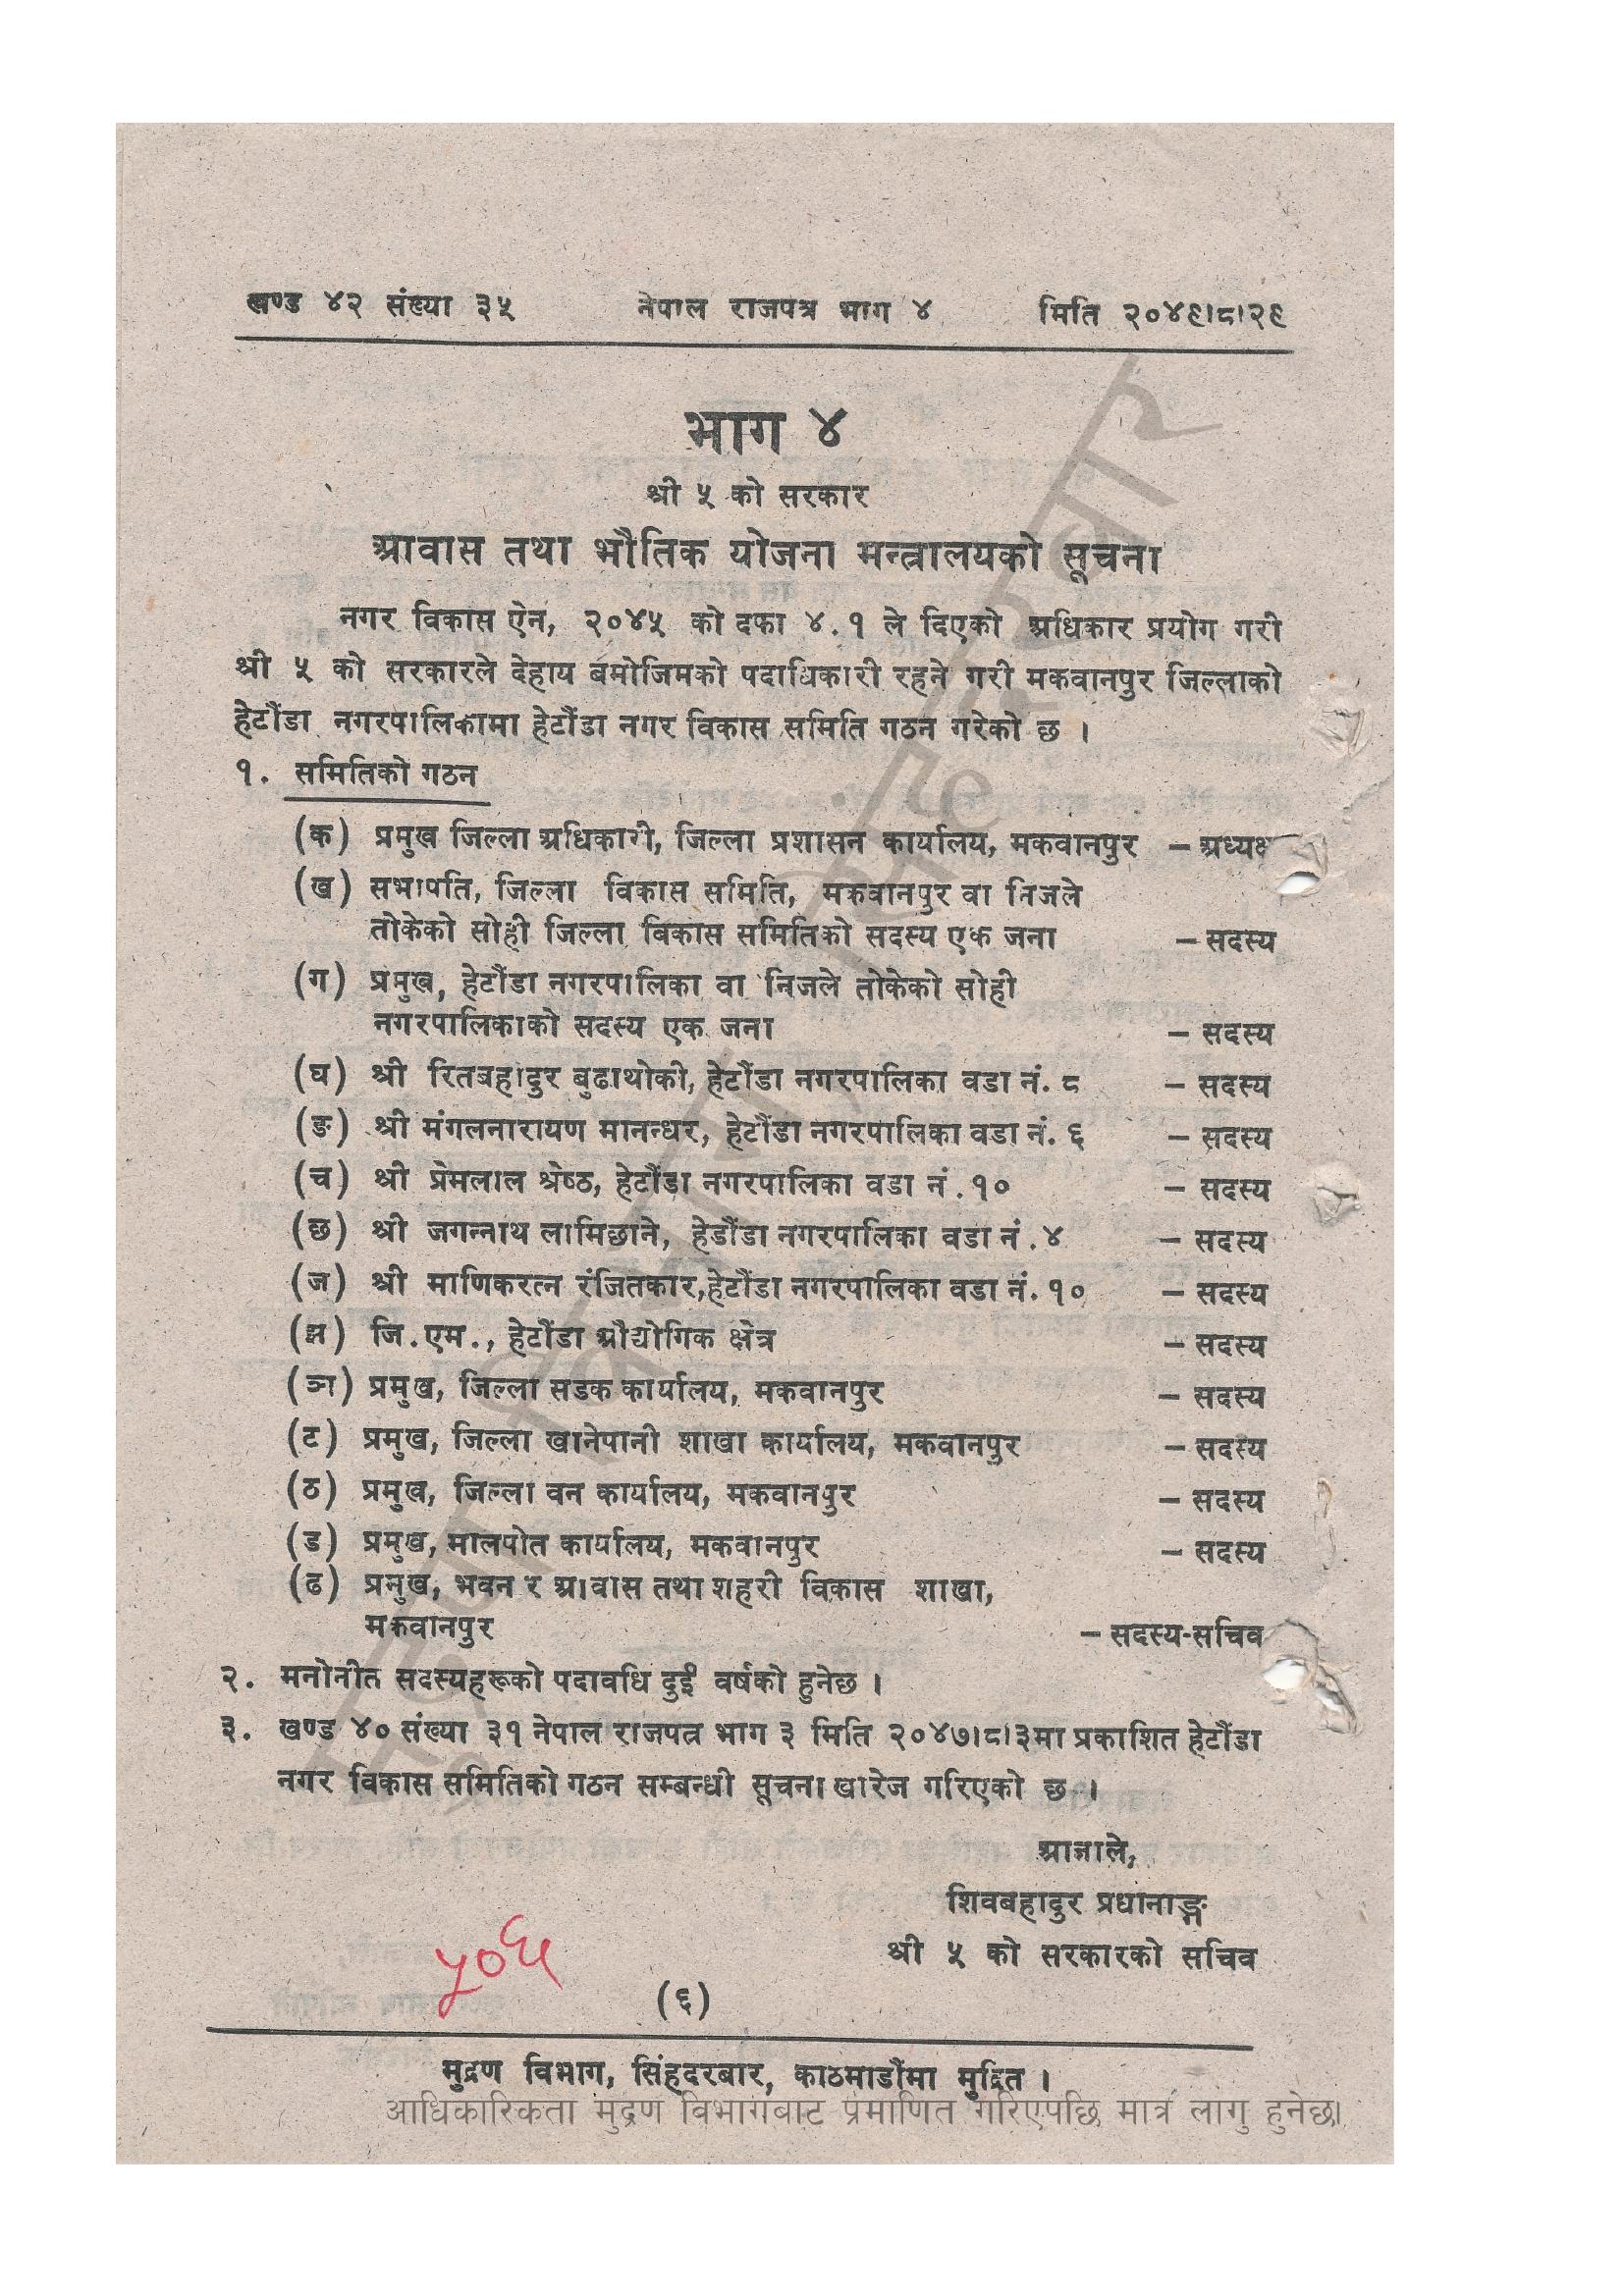 खण्ड ४२ संख्या ३५ नेपाल राजपत्र भाग ४ मिति २०४९।८।२९
भाग ४
श्री ५ को सरकार
आवास तथा भौतिक योजना मन्त्रालयको सूचना
नगर विकास ऐन, २०४५ को दफा ४.१ ले दिएको अधिकार प्रयोग गरी
श्री ५ को सरकारले देहाय बमोजिमको पदाधिकारी रहने गरी मकवानपुर जिल्लाको
हेटौंडा नगरपालिकामा हेटौंडा नगर विकास समिति गठन गरेको छ ।
१. समितिको गठन
(क) प्रमुख जिल्ला अधिकारी, जिल्ला प्रशासन कार्यालय, मकवानपुर – अध्यक्ष
(ख) सभापति, जिल्ला विकास समिति, मकवानपुर वा निजले
तोकेको सोही जिल्ला विकास समितिको सदस्य एक जना – सदस्य
(ग) प्रमुख, हेटौंडा नगरपालिका वा निजले तोकेको सोही
नगरपालिकाको सदस्य एक जना – सदस्य
(घ) श्री रितबहादुर बुढाथोकी, हेटौंडा नगरपालिका वडा नं. ८ – सदस्य
(ङ) श्री मंगलनारायण मानन्धर, हेटौंडा नगरपालिका वडा नं. ६ – सदस्य
(च) श्री प्रेमलाल श्रेष्ठ, हेटौंडा नगरपालिका वडा नं .१० – सदस्य
(छ) श्री जगन्नाथ लामिछाने, हेडौंडा नगरपालिका वडा नं .४ – सदस्य
(ज) श्री माणिकरत्न रंजितकार,हेटौंडा नगरपालिका वडा नं. १० – सदस्य
(झ) जि.एम., हेटौंडा औद्योगिक क्षेत्र – सदस्य
(ञ) प्रमुख, जिल्ला सडक कार्यालय, मकवानपुर – सदस्य
(ट) प्रमुख, जिल्ला खानेपानी शाखा कार्यालय, मकवानपुर – सदस्य
(ठ) प्रमुख, जिल्ला वन कार्यालय, मकवानपुर – सदस्य
(ड) प्रमुख, मालपोत कार्यालय, मकवानपुर – सदस्य
(ढ) प्रमुख, भवन र आवास तथा शहरी विकास शाखा,
मकवानपुर – सदस्य-सचिव
२. मनोनीत सदस्यहरूको पदावधि दुई वर्षको हुनेछ ।
३. खण्ड ४० संख्या ३१ नेपाल राजपत्र भाग ३ मिति २०४७।८।३मा प्रकाशित हेटौंडा
नगर विकास समितिको गठन सम्बन्धी सूचना खारेज गरिएको छ ।
आज्ञाले,
शिवबहादुर प्रधानाङ्ग
श्री ५ को सरकारको सचिव
५०६
(६)
मुद्रण विभाग, सिंहदरबार, काठमाडौंमा मुद्रित ।
आधिकारिकता मुद्रण विभागबाट प्रमाणित गरिएपछि मात्र लागु हुनेछ।